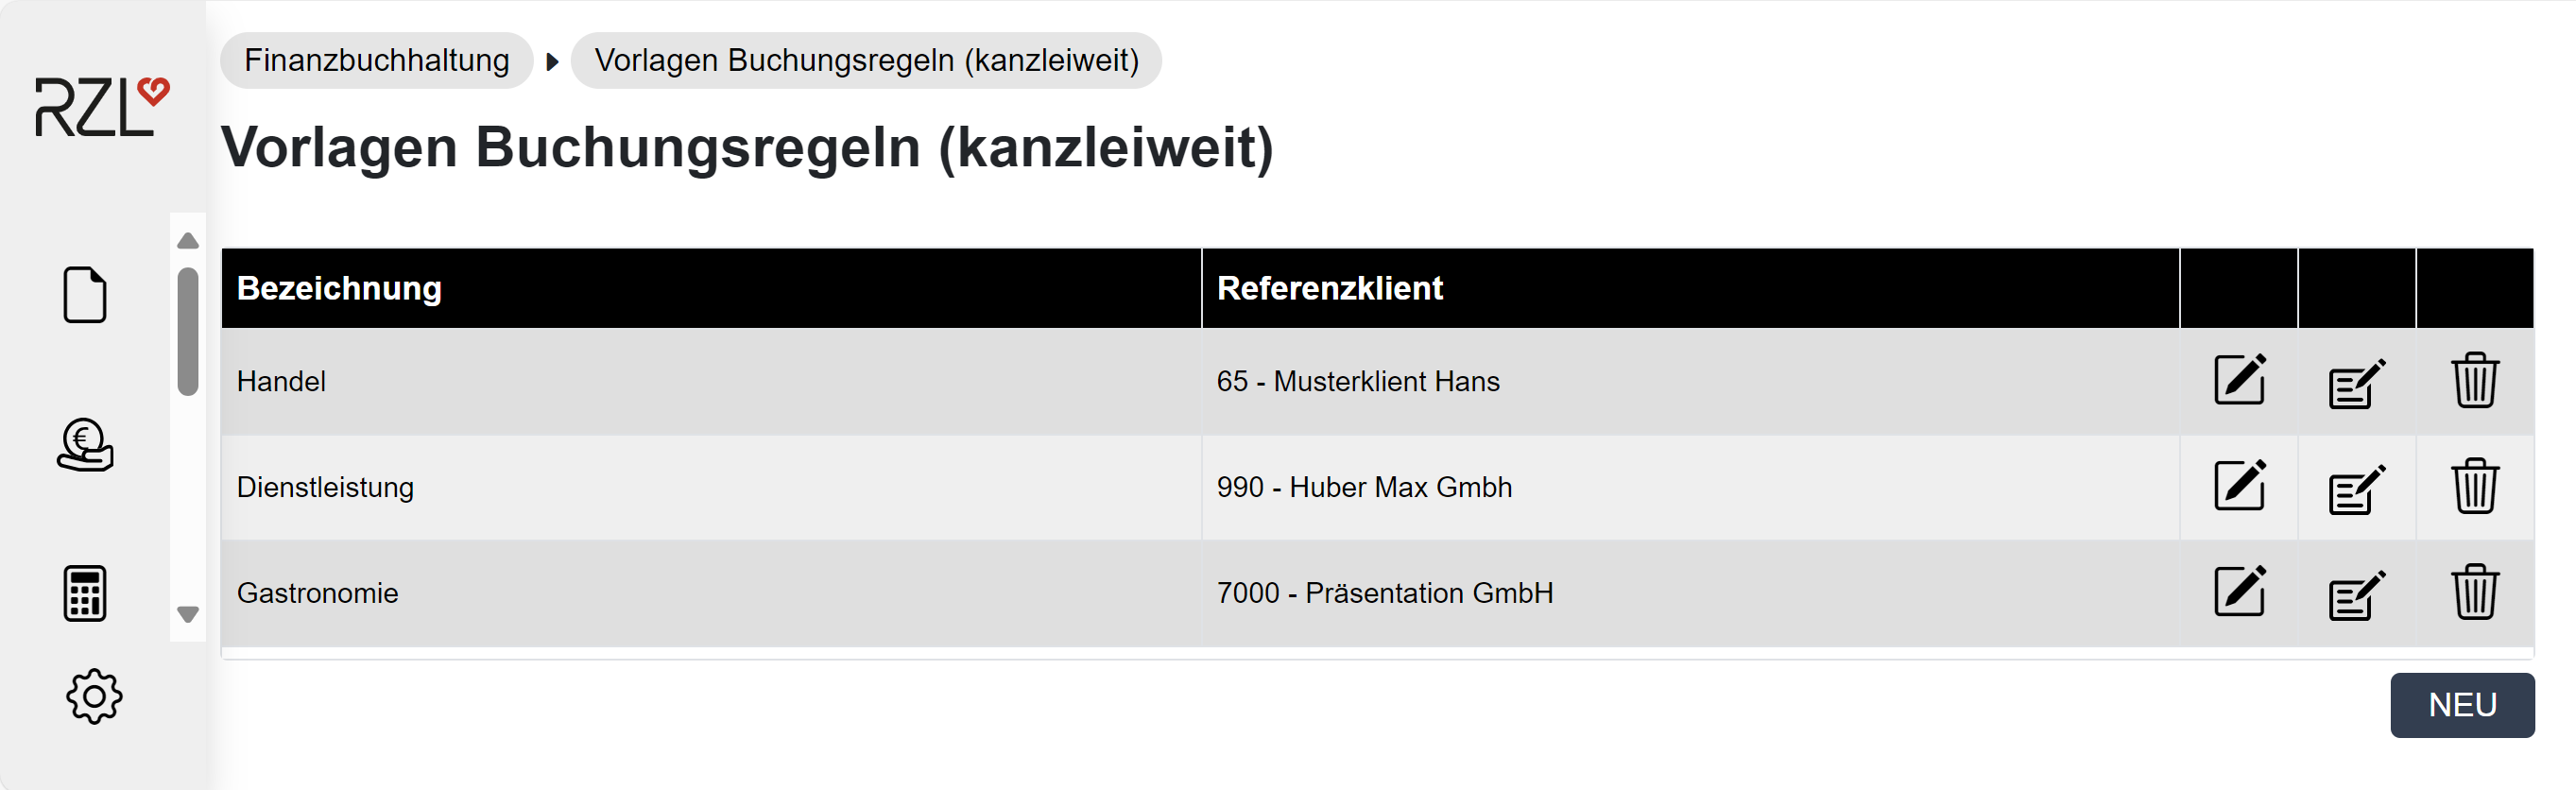 RZL
Finanzbuchhaltung
Vorlagen Buchungsregeln (kanzleiweit)
Vorlagen Buchungsregeln (kanzleiweit)
Bezeichnung Referenzklient
Handel 65 - Musterklient Hans
Dienstleistung 990 - Huber Max Gmbh
Gastronomie 7000 - Präsentation GmbH
NEU